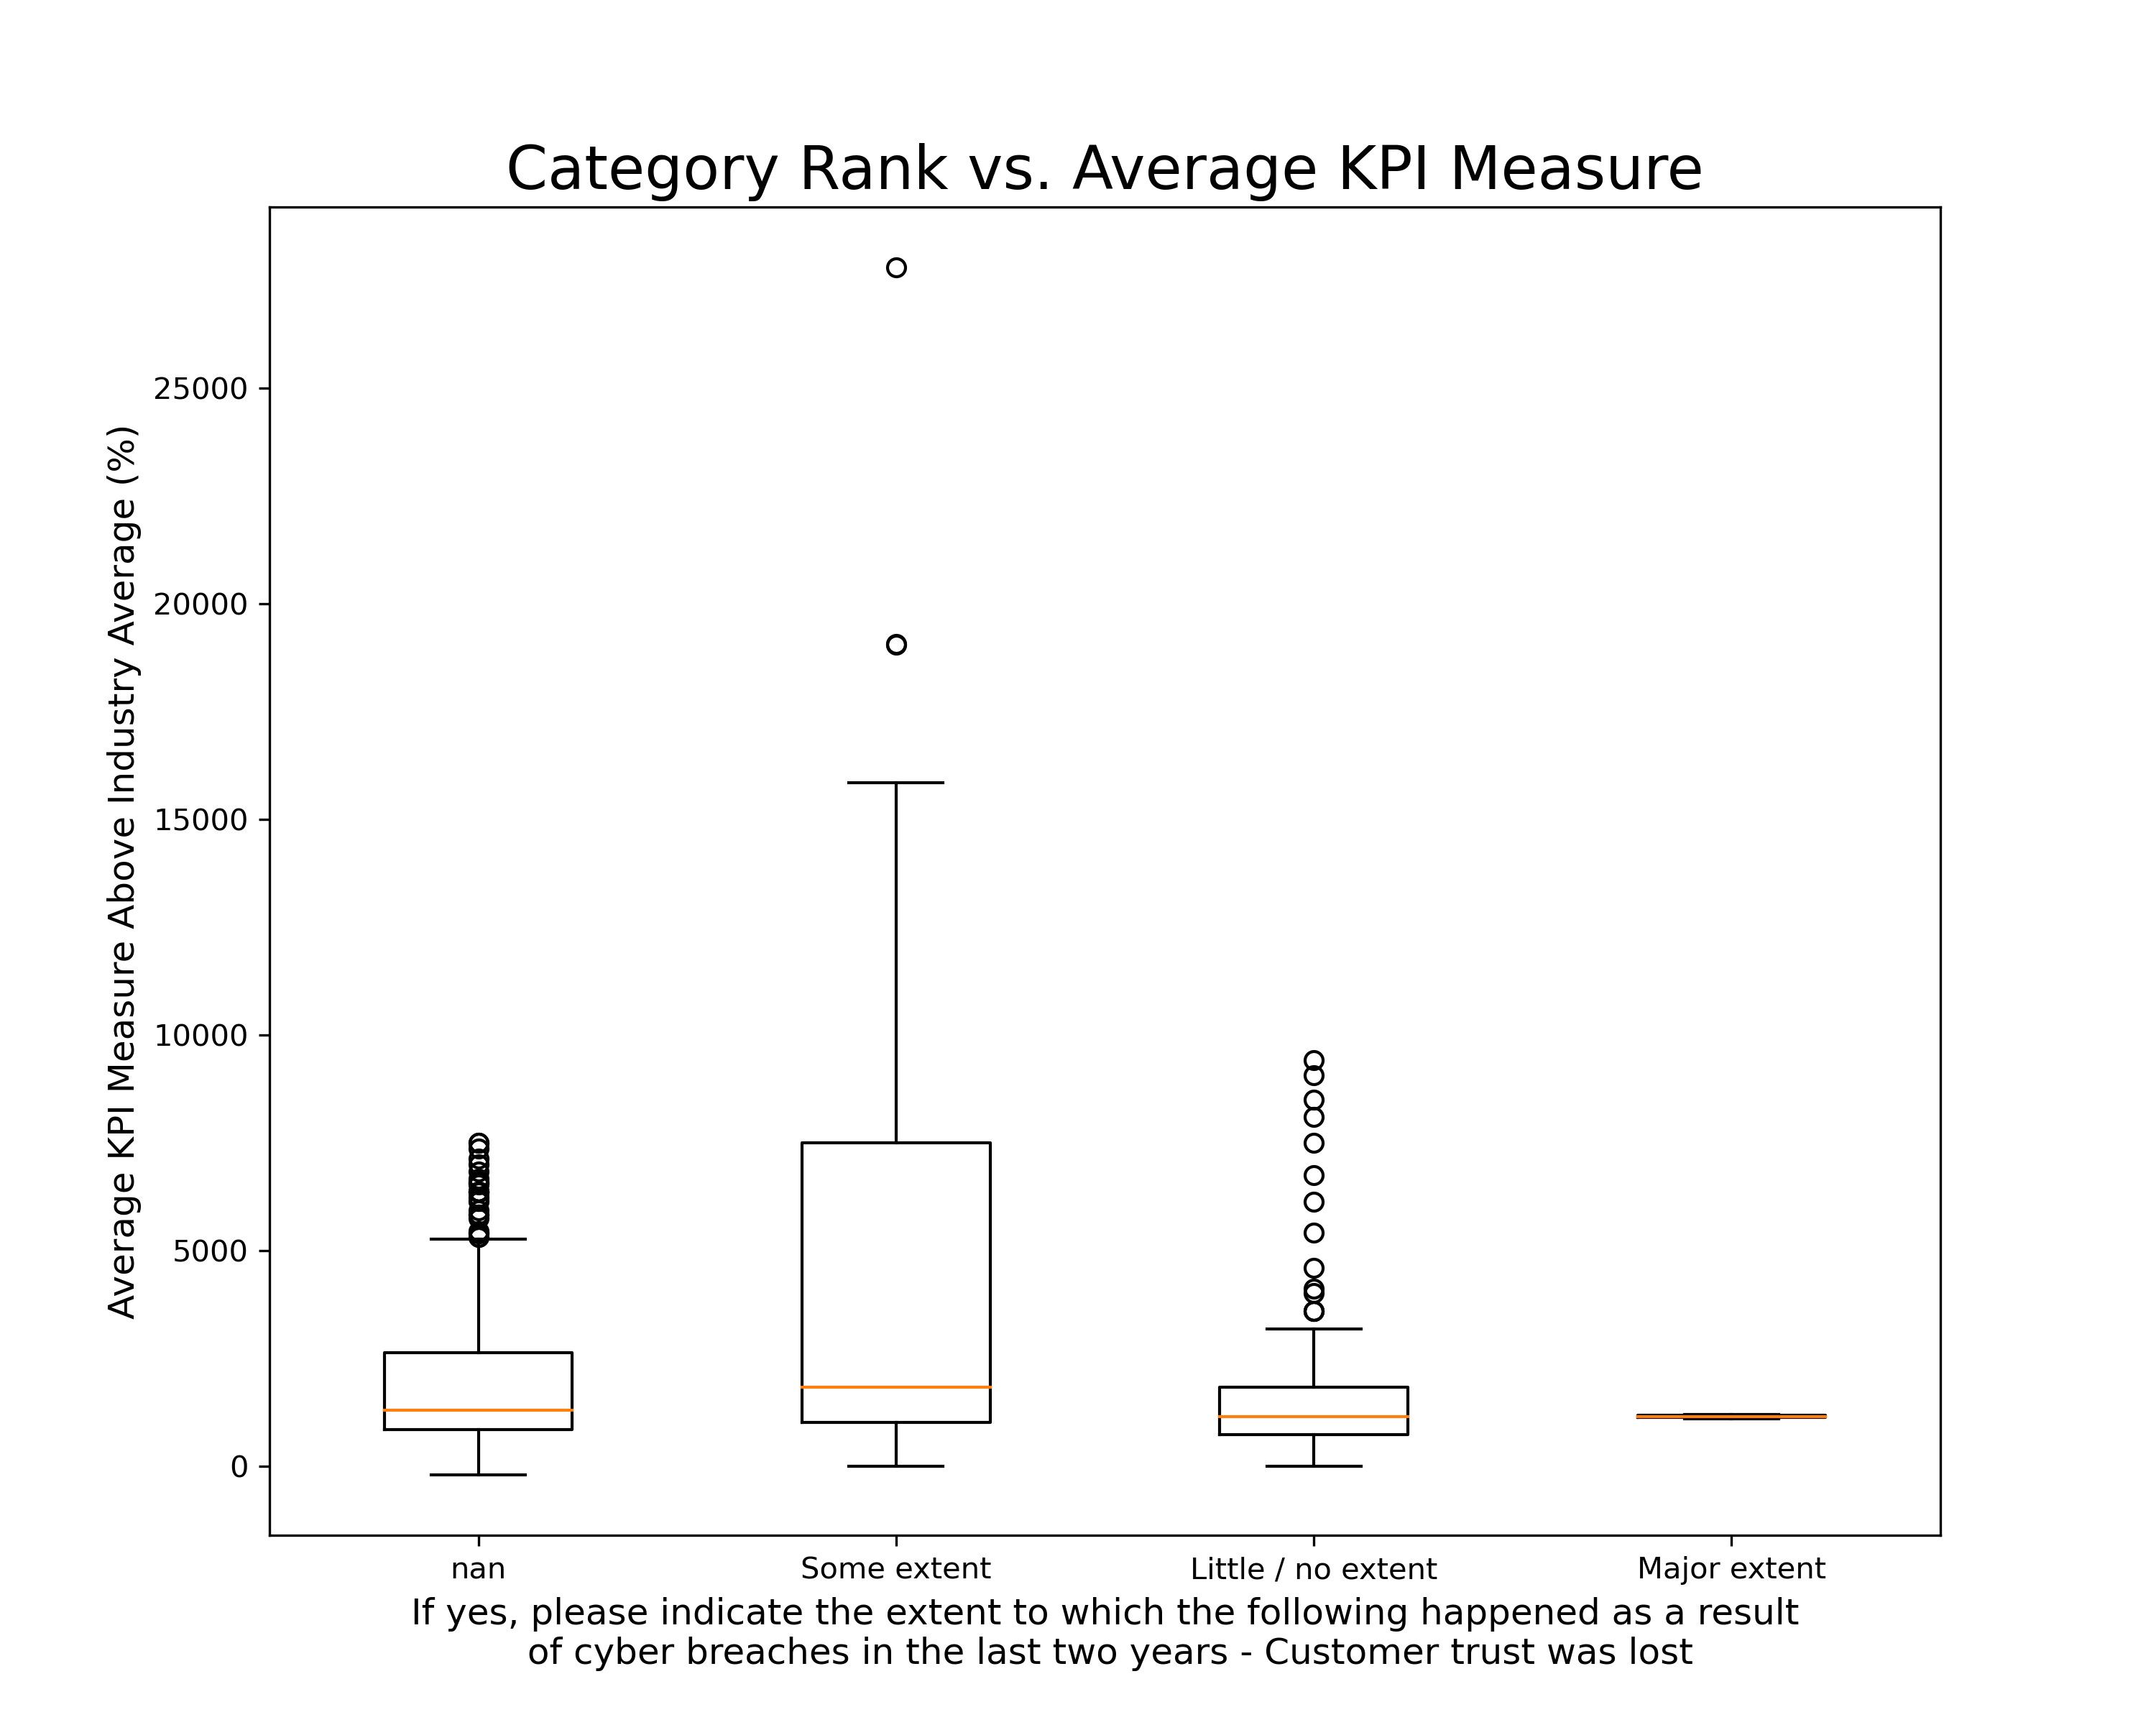 Category Rank vs. Average KPI Measure
Average KPI Measure Above Industry Average (%)
25000
20000
15000
10000
5000
0
nan
Some extent
Little / no extent
Major extent
If yes, please indicate the extent to which the following happened as a result
of cyber breaches in the last two years - Customer trust was lost